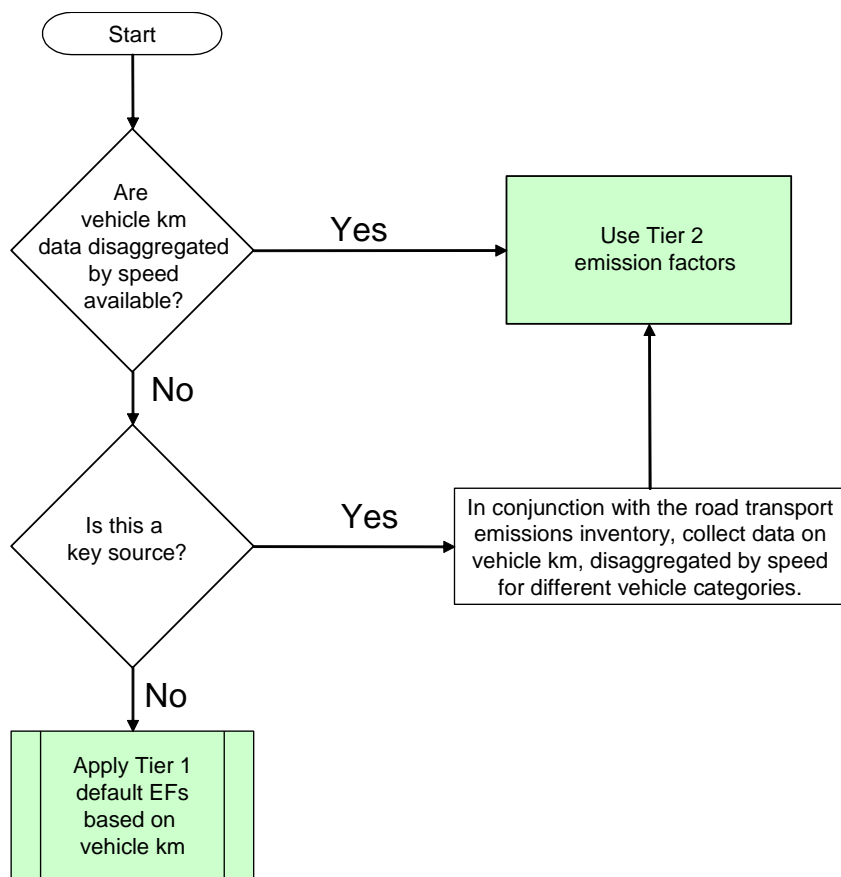 Start
Are
vehicle km
data disaggregated
by speed
available?
Yes
Use Tier 2
emission factors
No
Is this a
key source?
Yes
In conjunction with the road transport
emissions inventory, collect data on
vehicle km, disaggregated by speed
for different vehicle categories.
No
Apply Tier 1
default EFs
based on
vehicle km